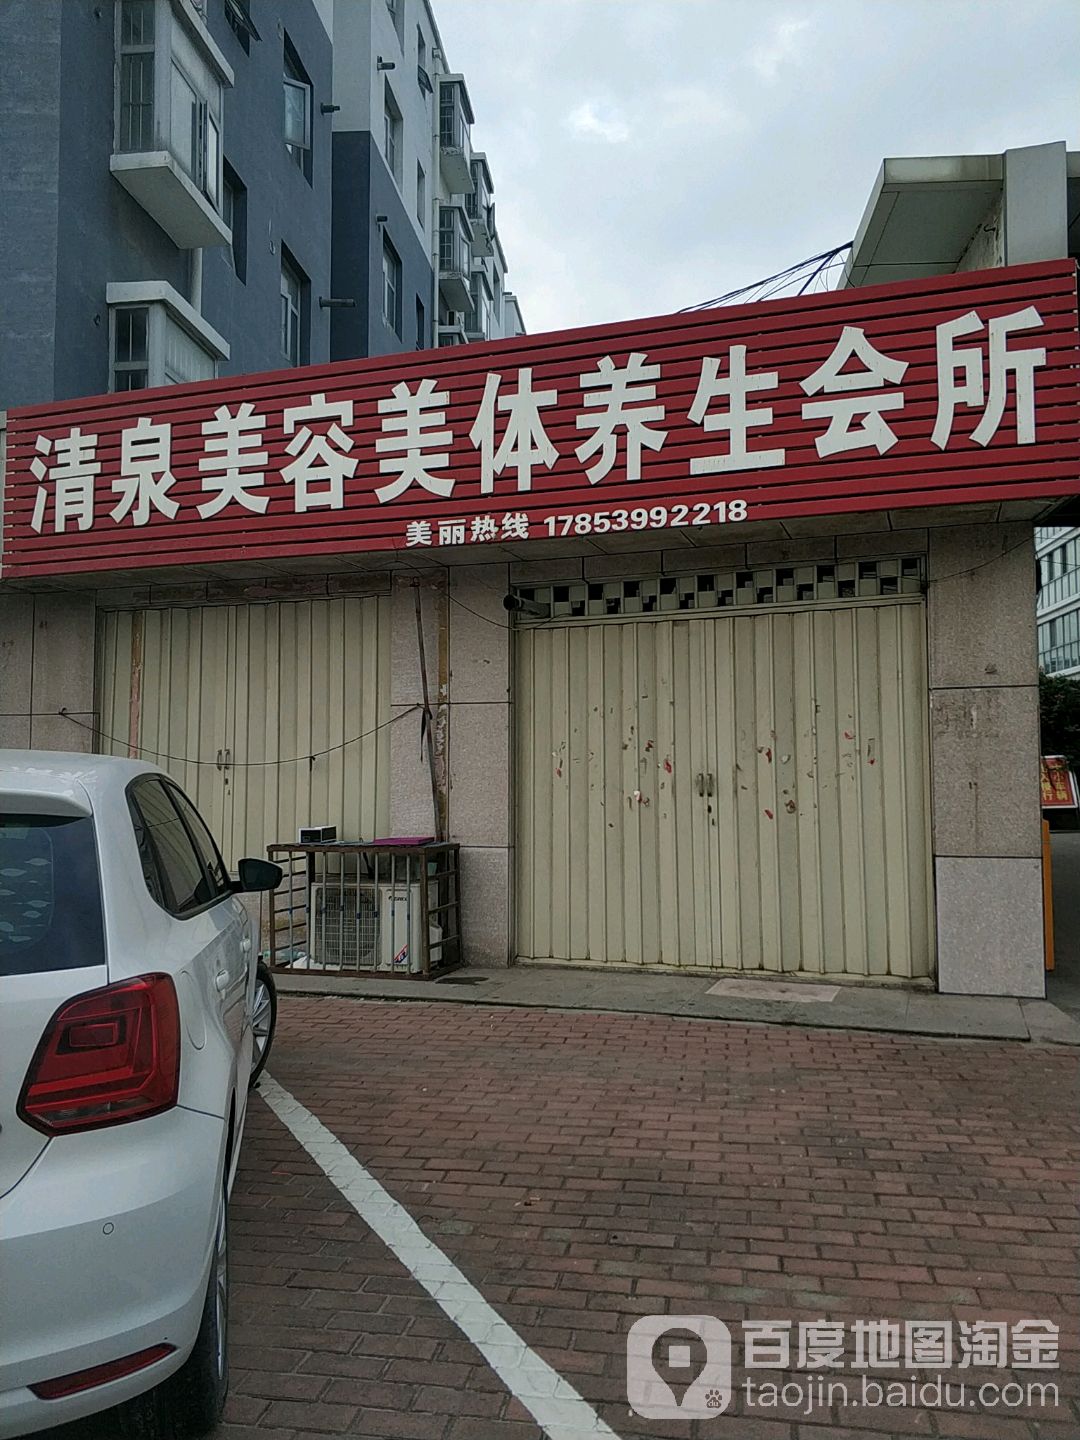 清泉美容美体养生会所
美丽热线 17853992218
百度地图淘金
taojin.baidu.com